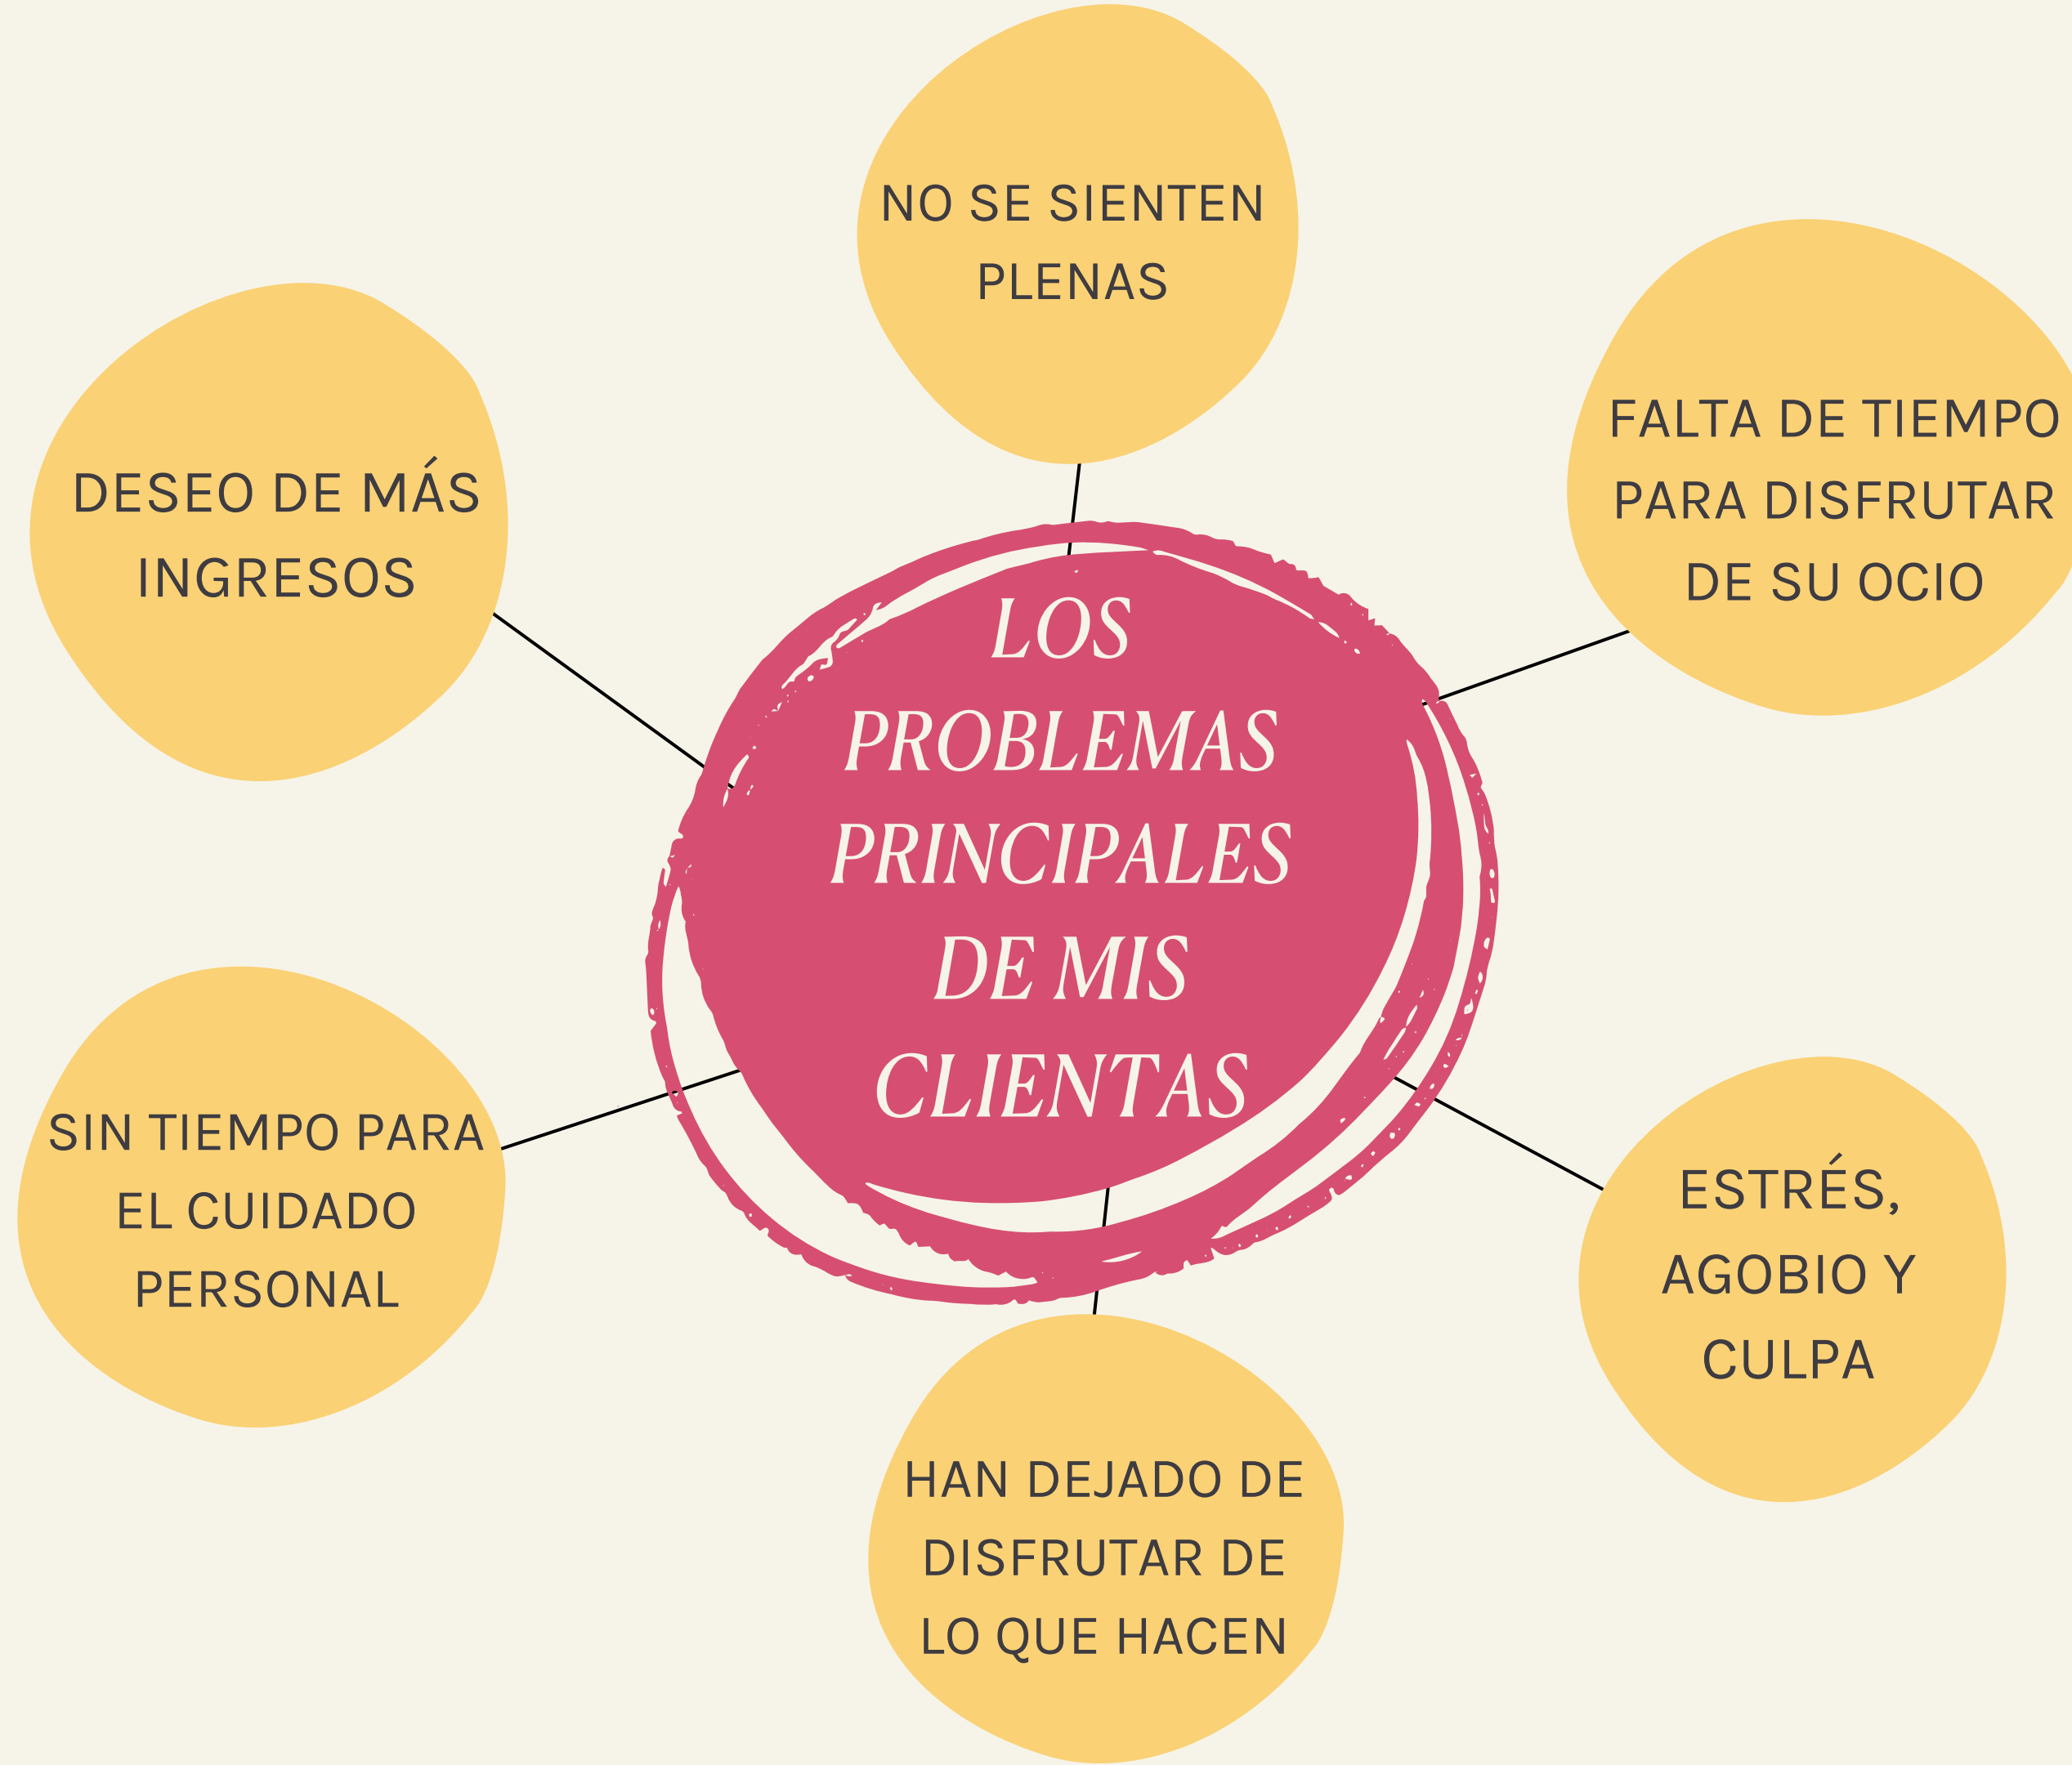 NO SE SIENTEN
PLENAS
FALTA DE TIEMPO
PARA DISFRUTAR
DE SU OCIO
DESEO DE MÁS
INGRESOS
LOS
PROBLEMAS
PRINCIPALES
DE MIS
CLIENTAS
SIN TIEMPO PARA
EL CUIDADO
PERSONAL
ESTRÉS,
AGOBIO Y
CULPA
HAN DEJADO DE
DISFRUTAR DE
LO QUE HACEN